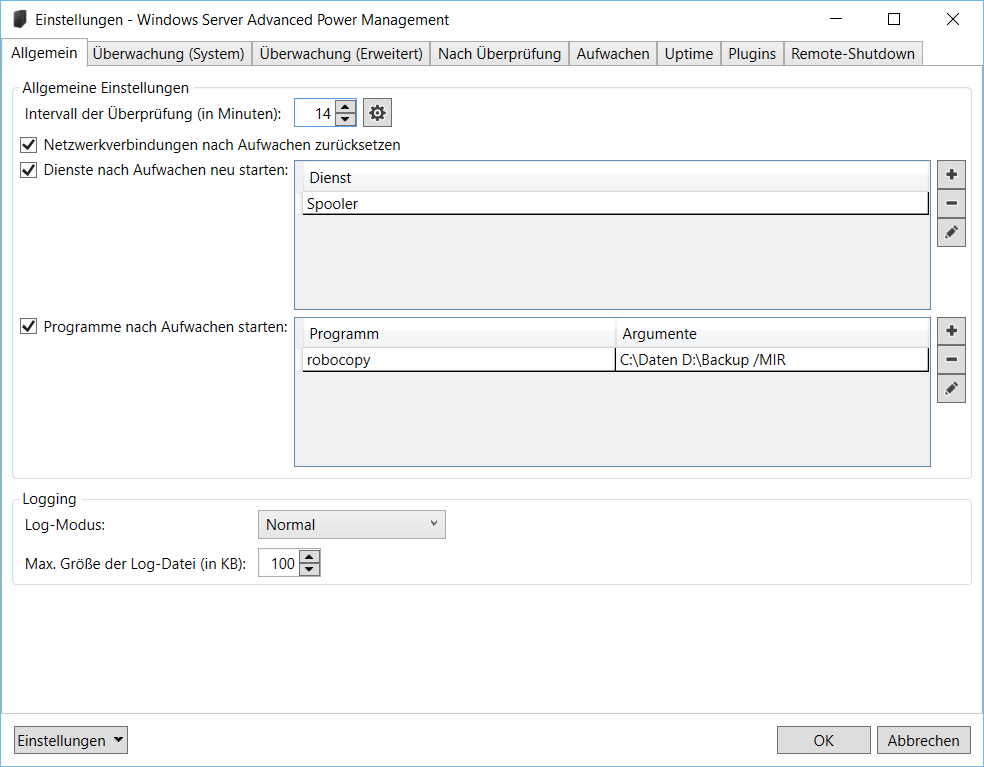 Einstellungen - Windows Server Advanced Power Management
Allgemein Überwachung (System) Überwachung (Erweitert) Nach Überprüfung Aufwachen Uptime Plugins Remote-Shutdown
Allgemeine Einstellungen
Intervall der Überprüfung (in Minuten): 14
Netzwerkverbindungen nach Aufwachen zurücksetzen
Dienste nach Aufwachen neu starten:
Dienst
Spooler
Programme nach Aufwachen starten:
Programm Argumente
robocopy C:\Daten D:\Backup /MIR
Logging
Log-Modus: Normal
Max. Größe der Log-Datei (in KB): 100
Einstellungen OK Abbrechen